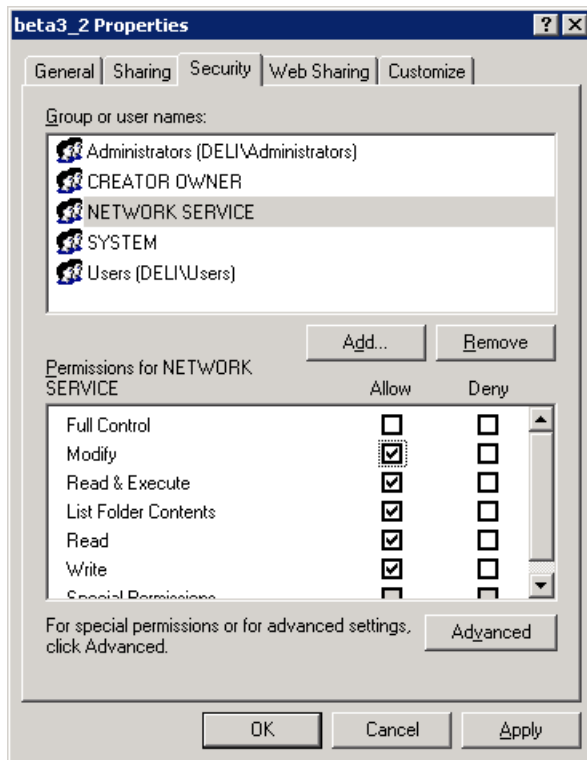 beta3_2 Properties
General Sharing Security Web Sharing Customize
Group or user names:
Administrators (DELI\Administrators)
CREATOR OWNER
NETWORK SERVICE
SYSTEM
Users (DELI\Users)
Add... Remove
Permissions for NETWORK
SERVICE Allow Deny
Full Control
Modify
Read & Execute
List Folder Contents
Read
Write
Special Permissions
For special permissions or for advanced settings,
click Advanced.
Advanced
OK Cancel Apply